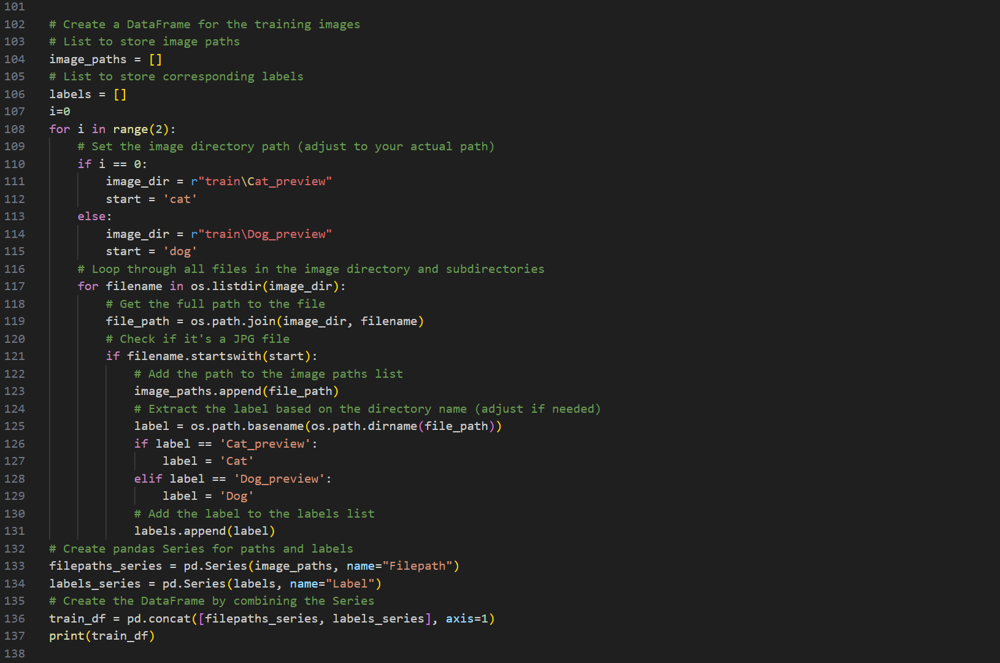 101
102 # Create a DataFrame for the training images
103 # List to store image paths
104 image_paths = []
105 # List to store corresponding labels
106 labels = []
107 i=0
108 for i in range(2):
109     # Set the image directory path (adjust to your actual path)
110     if i == 0:
111         image_dir = r"train\Cat_preview"
112         start = 'cat'
113     else:
114         image_dir = r"train\Dog_preview"
115         start = 'dog'
116     # Loop through all files in the image directory and subdirectories
117     for filename in os.listdir(image_dir):
118         # Get the full path to the file
119         file_path = os.path.join(image_dir, filename)
120         # Check if it's a JPG file
121         if filename.startswith(start):
122             # Add the path to the image paths list
123             image_paths.append(file_path)
124             # Extract the label based on the directory name (adjust if needed)
125             label = os.path.basename(os.path.dirname(file_path))
126             if label == 'Cat_preview':
127                 label = 'Cat'
128             elif label == 'Dog_preview':
129                 label = 'Dog'
130             # Add the label to the labels list
131             labels.append(label)
132 # Create pandas Series for paths and labels
133 filepaths_series = pd.Series(image_paths, name="Filepath")
134 labels_series = pd.Series(labels, name="Label")
135 # Create the DataFrame by combining the Series
136 train_df = pd.concat([filepaths_series, labels_series], axis=1)
137 print(train_df)
138